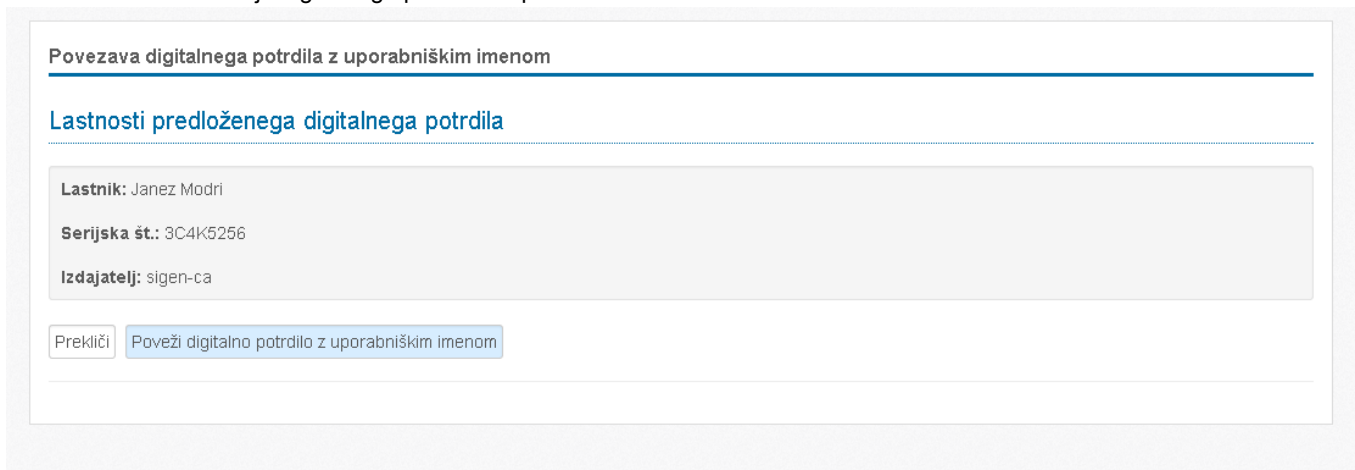 Povezava digitalnega potrdila z uporabniškim imenom
Lastnosti predloženega digitalnega potrdila
Lastnik: Janez Modri
Serijska št.: 3C4K5256
Izdajatelj: sigen-ca
Prekliči Poveži digitalno potrdilo z uporabniškim imenom